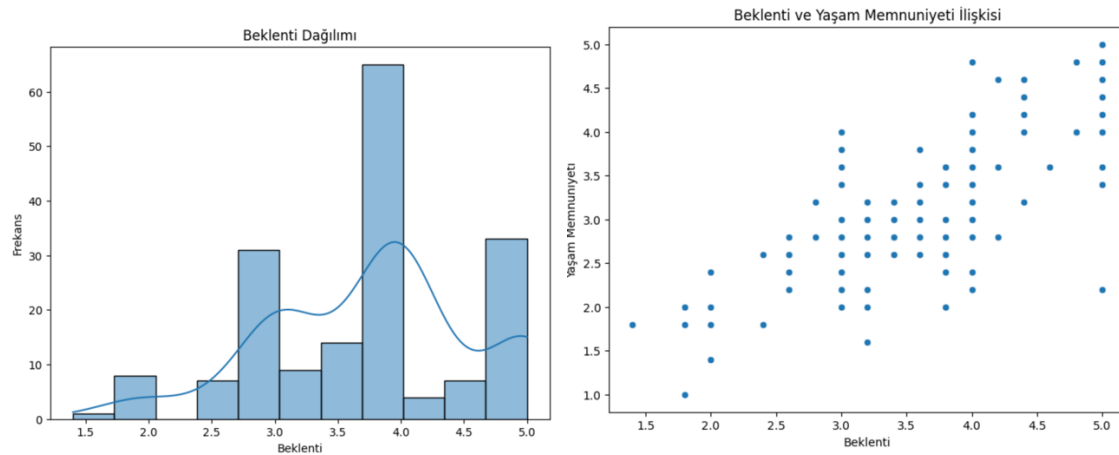 Beklenti Dağılımı
Frekans
60
50
40
30
20
10
0
1.5 2.0 2.5 3.0 3.5 4.0 4.5 5.0
Beklenti
Beklenti ve Yaşam Memnuniyeti İlişkisi
Yaşam Memnuniyeti
5.0
4.5
4.0
3.5
3.0
2.5
2.0
1.5
1.0
1.5 2.0 2.5 3.0 3.5 4.0 4.5 5.0
Beklenti